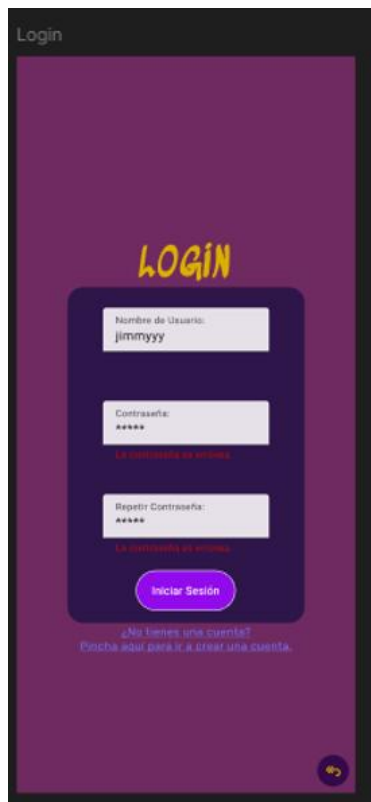 Login
LOGIN
Nombre de Usuario:
jimmyyy
Contraseña:
*****
La contraseña es errónea
Repetir Contraseña:
*****
La contraseña es errónea
Iniciar Sesión
¿No tienes una cuenta?
Pincha aquí para ir a crear una cuenta.